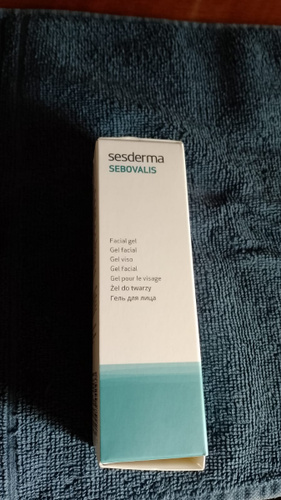 sesderma
SEBOVALIS
Facial gel
Gel facial
Gel viso
Gel facial
Gel pour le visage
Żel do twarzy
Гель для лица